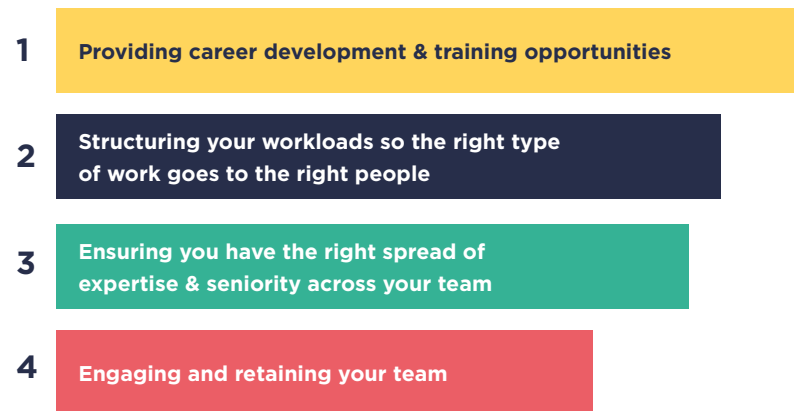 1
Providing career development & training opportunities
2
Structuring your workloads so the right type
of work goes to the right people
3
Ensuring you have the right spread of
expertise & seniority across your team
4
Engaging and retaining your team